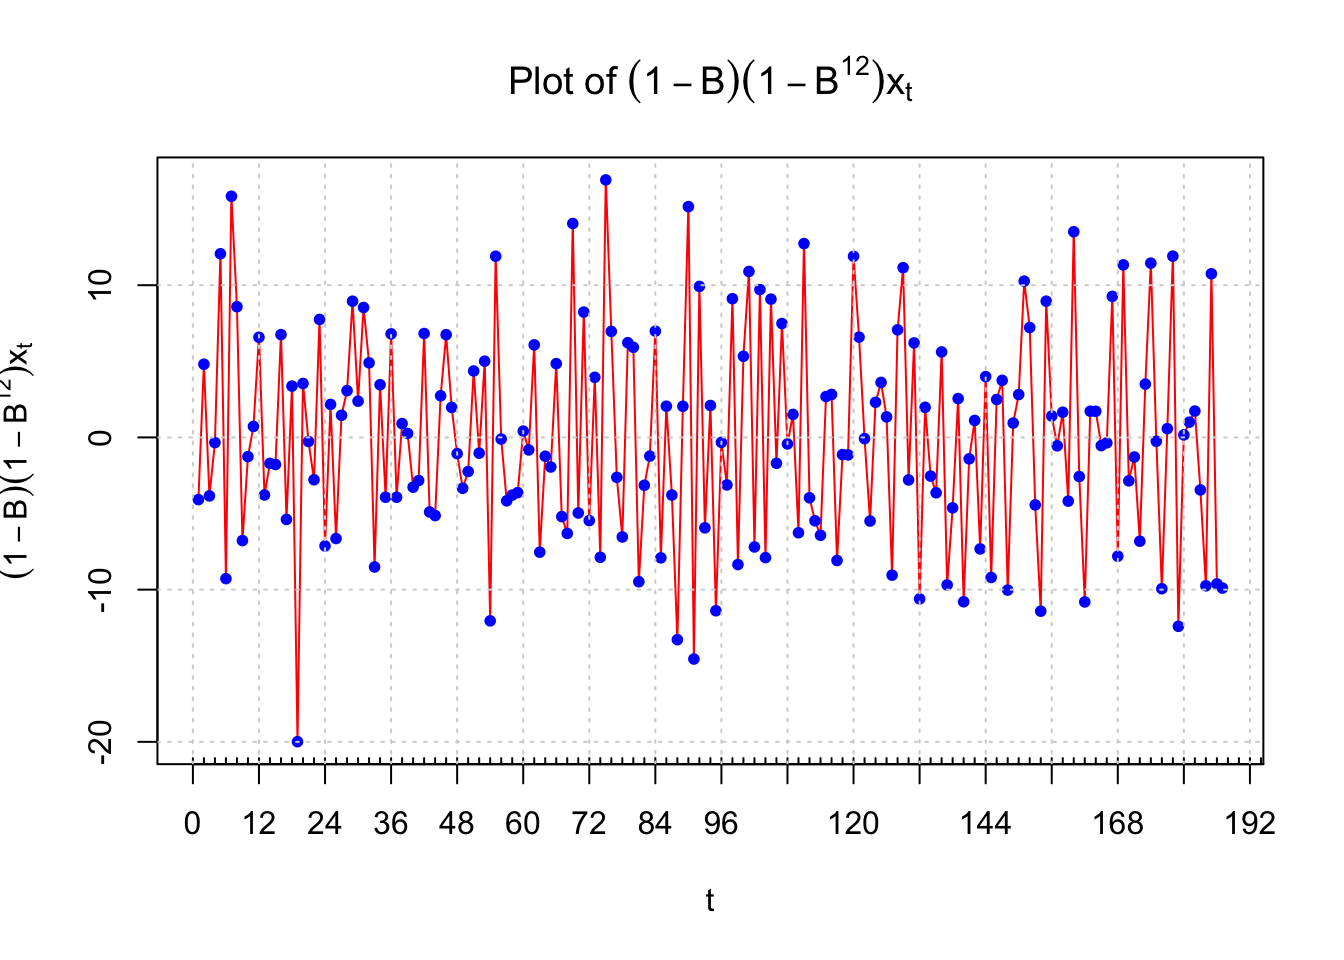 Plot of (1 − B)(1 − B¹²)xₜ
(1 − B)(1 − B¹²)xₜ
10
0
-10
-20
0 12 24 36 48 60 72 84 96 120 144 168 192
t